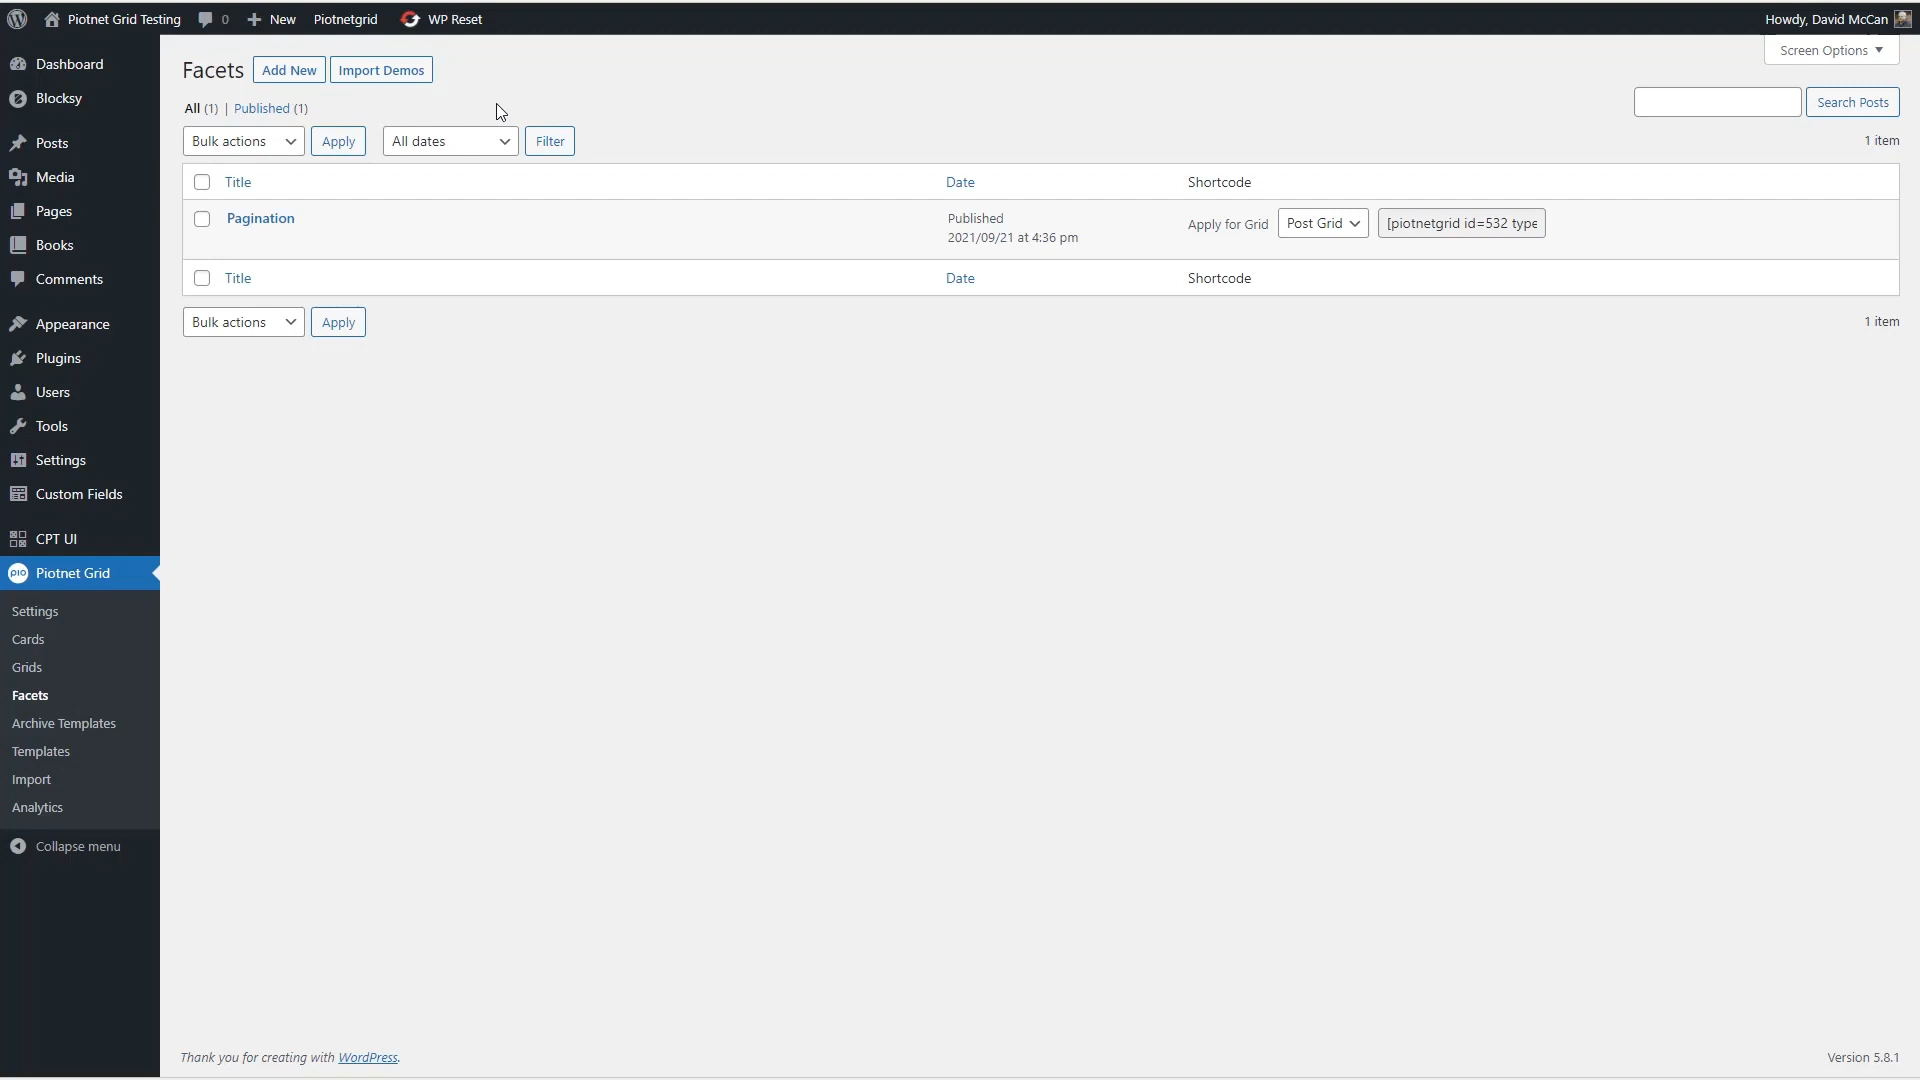 Piotnet Grid Testing 0 New Piotnetgrid WP Reset Howdy, David McCan
Screen Options
Dashboard
Blocksy
Posts
Media
Pages
Books
Comments
Appearance
Plugins
Users
Tools
Settings
Custom Fields
CPT UI
pio Piotnet Grid
Settings
Cards
Grids
Facets
Archive Templates
Templates
Import
Analytics
Collapse menu
Facets Add New Import Demos
All (1) | Published (1)
Search Posts
Bulk actions Apply All dates Filter 1 item
Title Date Shortcode
Pagination Published Apply for Grid Post Grid [piotnetgrid id=532 type
2021/09/21 at 4:36 pm
Title Date Shortcode
Bulk actions Apply 1 item
Thank you for creating with WordPress. Version 5.8.1